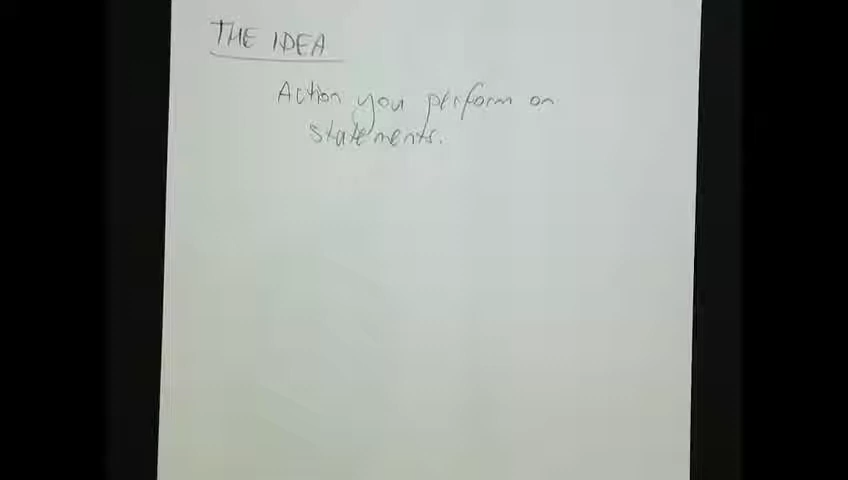 THE IDEA
Action you perform on
statements.